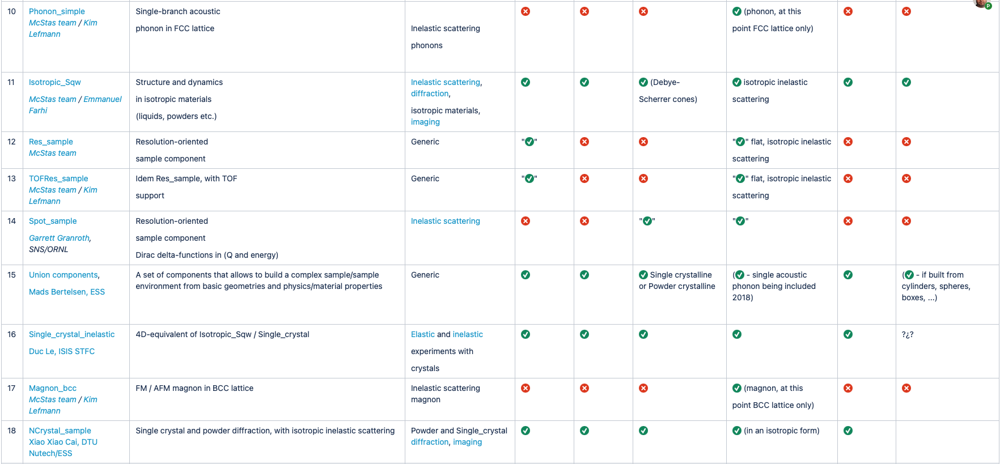 10
Phonon_simple
McStas team / Kim
Lefmann
Single-branch acoustic
phonon in FCC lattice
Inelastic scattering
phonons
(phonon, at this
point FCC lattice only)
P
11
Isotropic_Sqw
McStas team / Emmanuel
Farhi
Structure and dynamics
in isotropic materials
(liquids, powders etc.)
Inelastic scattering,
diffraction,
isotropic materials,
imaging
(Debye-
Scherrer cones)
isotropic inelastic
scattering
12
Res_sample
McStas team
Resolution-oriented
sample component
Generic
" "
" " flat, isotropic inelastic
scattering
13
TOFRes_sample
McStas team / Kim
Lefmann
Idem Res_sample, with TOF
support
Generic
" "
" " flat, isotropic inelastic
scattering
14
Spot_sample
Garrett Granroth,
SNS/ORNL
Resolution-oriented
sample component
Dirac delta-functions in (Q and energy)
Inelastic scattering
" "
" "
15
Union components,
Mads Bertelsen, ESS
A set of components that allows to build a complex sample/sample
environment from basic geometries and physics/material properties
Generic
Single crystalline
or Powder crystalline
( - single acoustic
phonon being included
2018)
( - if built from
cylinders, spheres,
boxes, ...)
16
Single_crystal_inelastic
Duc Le, ISIS STFC
4D-equivalent of Isotropic_Sqw / Single_crystal
Elastic and inelastic
experiments with
crystals
?¿?
17
Magnon_bcc
McStas team / Kim
Lefmann
FM / AFM magnon in BCC lattice
Inelastic scattering
magnon
(magnon, at this
point BCC lattice only)
18
NCrystal_sample
Xiao Xiao Cai, DTU
Nutech/ESS
Single crystal and powder diffraction, with isotropic inelastic scattering
Powder and Single_crystal
diffraction, imaging
(in an isotropic form)